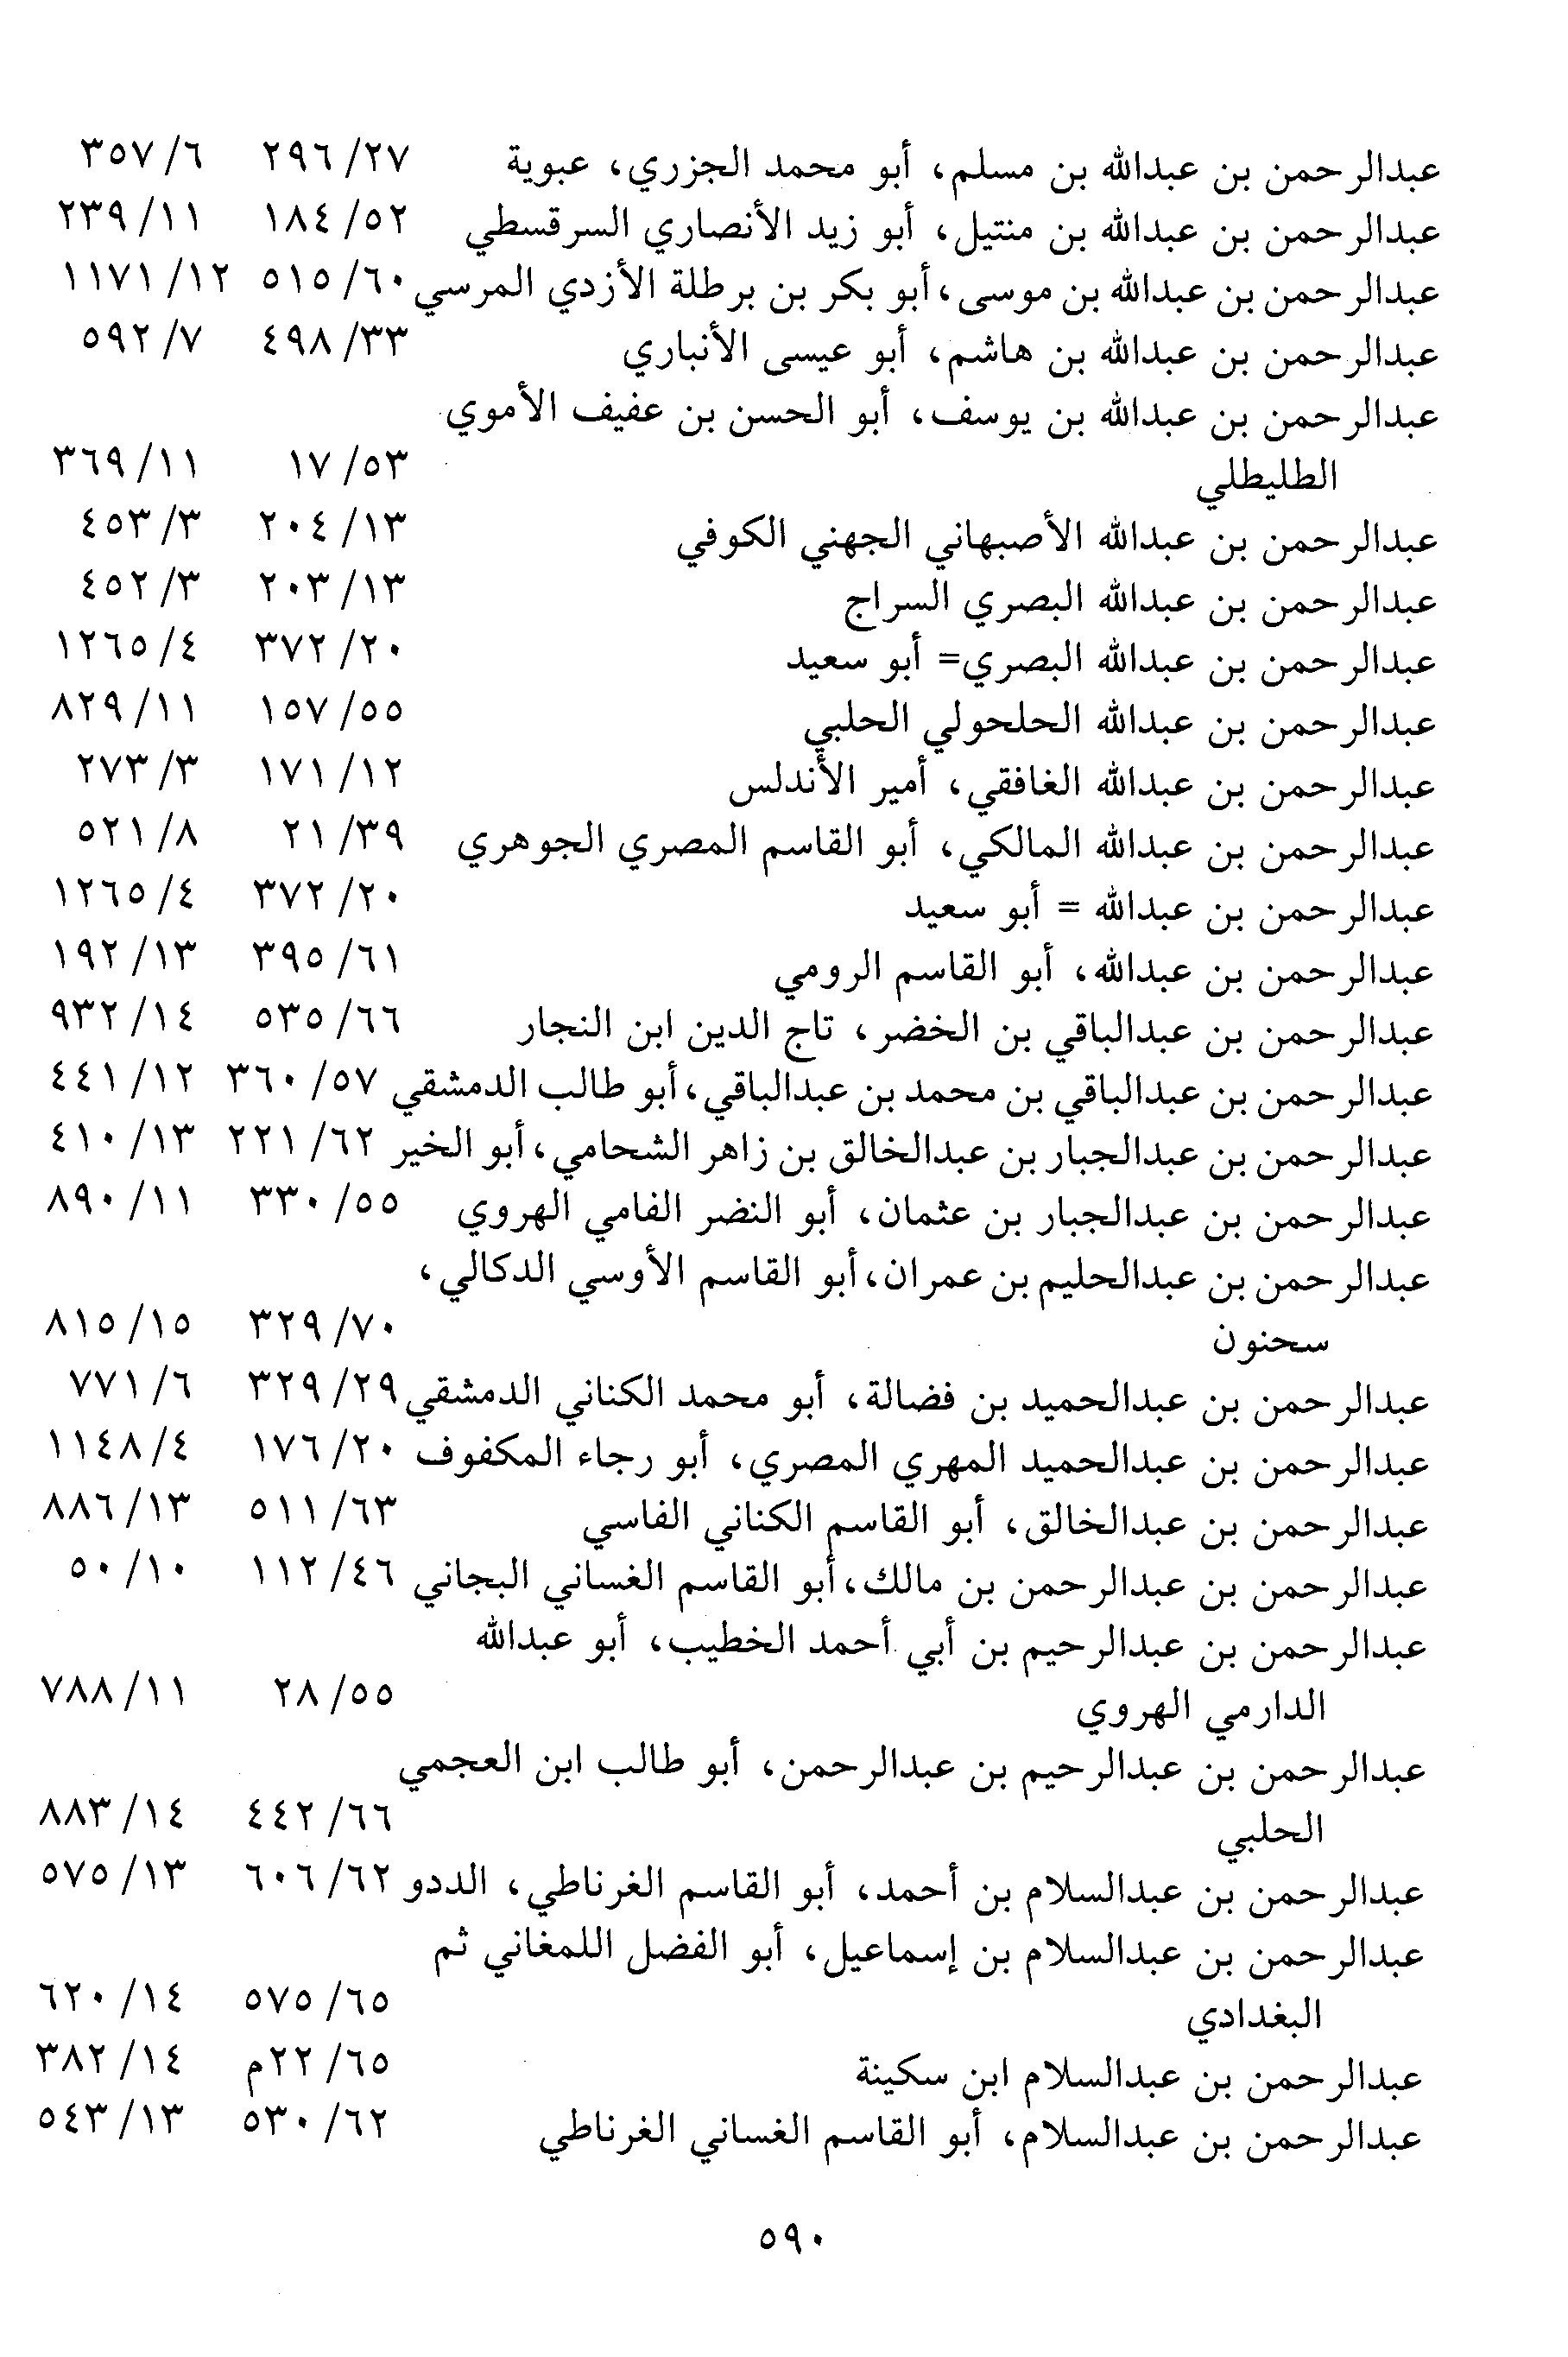 عبدالرحمن بن عبدالله بن مسلم، أبو محمد الجزري، عبوية ٢٧/ ٢٩٦ ٦/ ٣٥٧
عبدالرحمن بن عبدالله بن منتيل، أبو زيد الأنصاري السرقسطي ٥٢/ ١٨٤ ١١/ ٢٣٩
عبدالرحمن بن عبدالله بن موسى، أبو بكر بن برطلة الأزدي المرسي ٦٠/ ٥١٥ ١٢/ ١١٧١
عبدالرحمن بن عبدالله بن هاشم، أبو عيسى الأنباري ٣٣/ ٤٩٨ ٧/ ٥٩٢
عبدالرحمن بن عبدالله بن يوسف، أبو الحسن بن عفيف الأموي
الطليطلي ٥٣/ ١٧ ١١/ ٣٦٩
عبدالرحمن بن عبدالله الأصبهاني الجهني الكوفي ١٣/ ٢٠٤ ٣/ ٤٥٣
عبدالرحمن بن عبدالله البصري السراج ١٣/ ٢٠٣ ٣/ ٤٥٢
عبدالرحمن بن عبدالله البصري= أبو سعيد ٢٠/ ٣٧٢ ٤/ ١٢٦٥
عبدالرحمن بن عبدالله الحلحولي الحلبي ٥٥/ ١٥٧ ١١/ ٨٢٩
عبدالرحمن بن عبدالله الغافقي، أمير الأندلس ١٢/ ١٧١ ٣/ ٢٧٣
عبدالرحمن بن عبدالله المالكي، أبو القاسم المصري الجوهري ٣٩/ ٢١ ٨/ ٥٢١
عبدالرحمن بن عبدالله = أبو سعيد ٢٠/ ٣٧٢ ٤/ ١٢٦٥
عبدالرحمن بن عبدالله، أبو القاسم الرومي ٦١/ ٣٩٥ ١٣/ ١٩٢
عبدالرحمن بن عبدالباقي بن الخضر، تاج الدين ابن النجار ٦٦/ ٥٣٥ ١٤/ ٩٣٢
عبدالرحمن بن عبدالباقي بن محمد بن عبدالباقي، أبو طالب الدمشقي ٥٧/ ٣٦٠ ١٢/ ٤٤١
عبدالرحمن بن عبدالجبار بن عبدالخالق بن زاهر الشحامي، أبو الخير ٦٢/ ٢٢١ ١٣/ ٤١٠
عبدالرحمن بن عبدالجبار بن عثمان، أبو النضر الفامي الهروي ٥٥/ ٣٣٠ ١١/ ٨٩٠
عبدالرحمن بن عبدالحليم بن عمران، أبو القاسم الأوسي الدكالي،
سحنون ٧٠/ ٣٢٩ ١٥/ ٨١٥
عبدالرحمن بن عبدالحميد بن فضالة، أبو محمد الكناني الدمشقي ٢٩/ ٣٢٩ ٦/ ٧٧١
عبدالرحمن بن عبدالحميد المهري المصري، أبو رجاء المكفوف ٢٠/ ١٧٦ ٤/ ١١٤٨
عبدالرحمن بن عبدالخالق، أبو القاسم الكناني الفاسي ٦٣/ ٥١١ ١٣/ ٨٨٦
عبدالرحمن بن عبدالرحمن بن مالك، أبو القاسم الغساني البجاني ٤٦/ ١١٢ ١٠/ ٥٠
عبدالرحمن بن عبدالرحيم بن أبي أحمد الخطيب، أبو عبدالله
الدارمي الهروي ٥٥/ ٢٨ ١١/ ٧٨٨
عبدالرحمن بن عبدالرحيم بن عبدالرحمن، أبو طالب ابن العجمي
الحلبي ٦٦/ ٤٤٢ ١٤/ ٨٨٣
عبدالرحمن بن عبدالسلام بن أحمد، أبو القاسم الغرناطي، الددو ٦٢/ ٦٠٦ ١٣/ ٥٧٥
عبدالرحمن بن عبدالسلام بن إسماعيل، أبو الفضل اللمغاني ثم
البغدادي ٦٥/ ٥٧٥ ١٤/ ٦٢٠
عبدالرحمن بن عبدالسلام ابن سكينة ٦٥/ ٢٢م ١٤/ ٣٨٢
عبدالرحمن بن عبدالسلام، أبو القاسم الغساني الغرناطي ٦٢/ ٥٣٠ ١٣/ ٥٤٣
٥٩٠